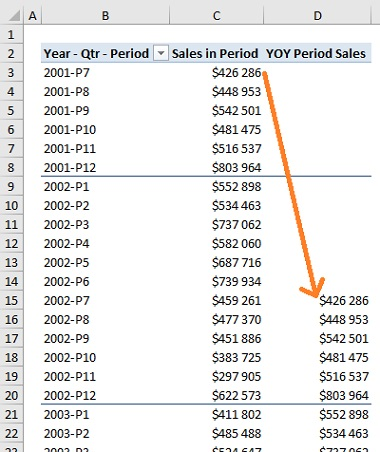 A B C D
1
2 Year - Qtr - Period Sales in Period YOY Period Sales
3 2001-P7 $426 286
4 2001-P8 $448 953
5 2001-P9 $542 501
6 2001-P10 $481 475
7 2001-P11 $516 537
8 2001-P12 $803 964
9 2002-P1 $552 898
10 2002-P2 $534 463
11 2002-P3 $737 062
12 2002-P4 $582 060
13 2002-P5 $687 716
14 2002-P6 $739 934
15 2002-P7 $459 261 $426 286
16 2002-P8 $477 370 $448 953
17 2002-P9 $451 886 $542 501
18 2002-P10 $383 725 $481 475
19 2002-P11 $297 905 $516 537
20 2002-P12 $622 573 $803 964
21 2003-P1 $411 802 $552 898
22 2003-P2 $485 488 $534 463
23 2003-P3 $524 647 $737 062